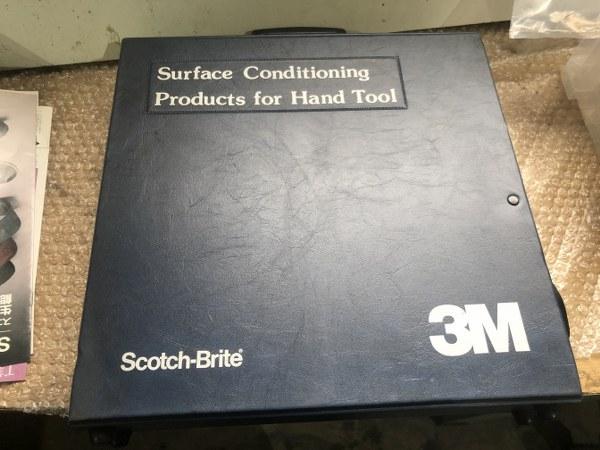 Surface Conditioning
Products for Hand Tool
Scotch-Brite®
3M